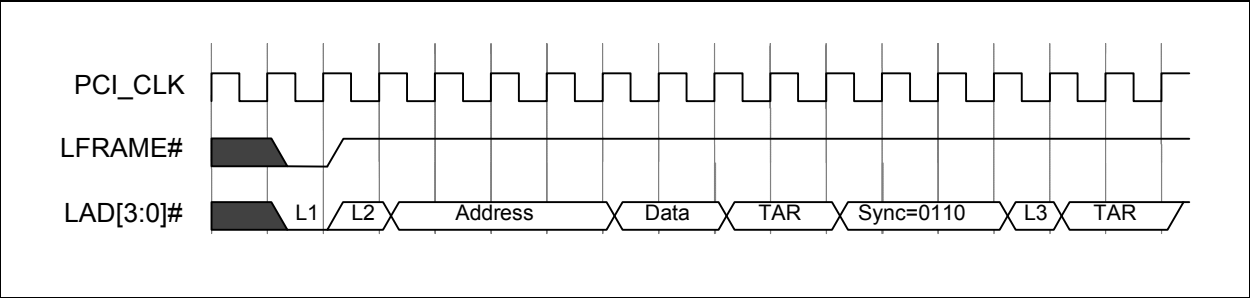 PCI_CLK
LFRAME#
LAD[3:0]# L1 L2 Address Data TAR Sync=0110 L3 TAR